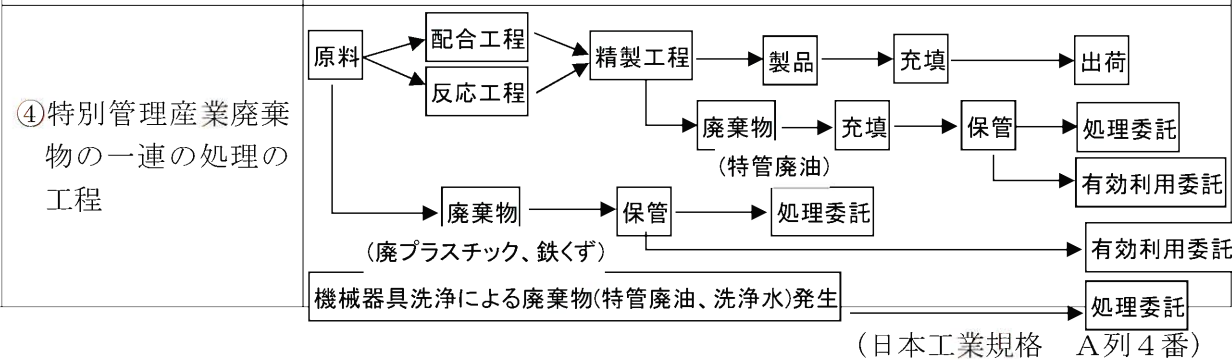 ④特別管理産業廃棄
物の一連の処理の
工程
原料
配合工程
反応工程
精製工程
製品
充填
出荷
廃棄物
(特管廃油)
充填
保管
処理委託
有効利用委託
廃棄物
(廃プラスチック、鉄くず)
保管
処理委託
有効利用委託
機械器具洗浄による廃棄物(特管廃油、洗浄水)発生
処理委託
(日本工業規格 A列4番)